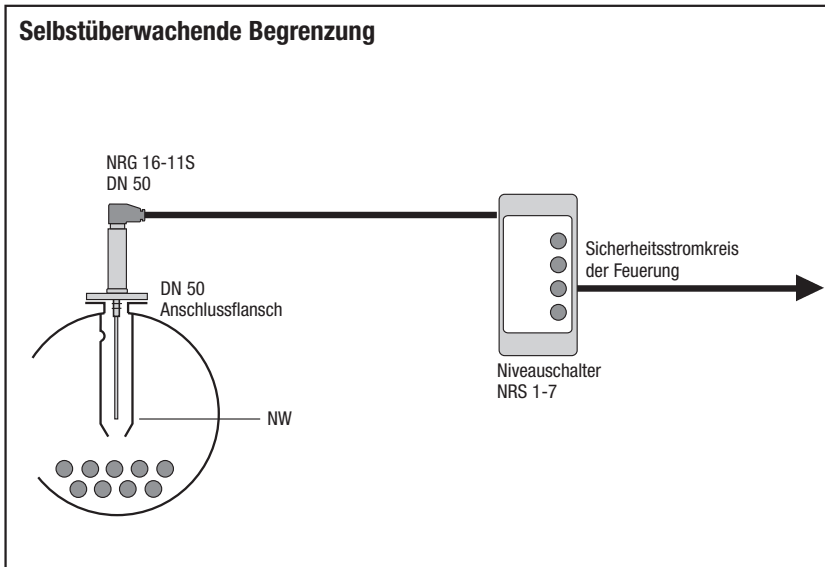 Selbstüberwachende Begrenzung
NRG 16-11S
DN 50
DN 50
Anschlussflansch
NW
Sicherheitsstromkreis
der Feuerung
Niveauschalter
NRS 1-7